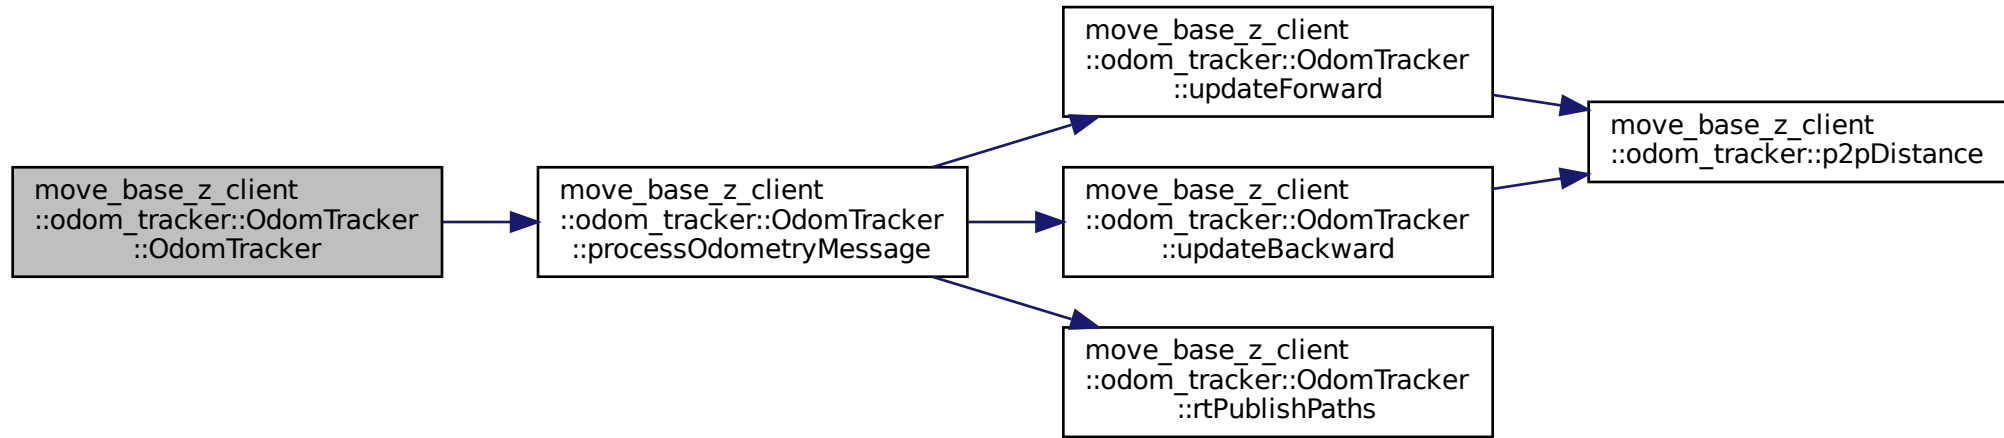 move_base_z_client
::odom_tracker::OdomTracker
::OdomTracker
move_base_z_client
::odom_tracker::OdomTracker
::processOdometryMessage
move_base_z_client
::odom_tracker::OdomTracker
::updateForward
move_base_z_client
::odom_tracker::OdomTracker
::updateBackward
move_base_z_client
::odom_tracker::OdomTracker
::rtPublishPaths
move_base_z_client
::odom_tracker::p2pDistance